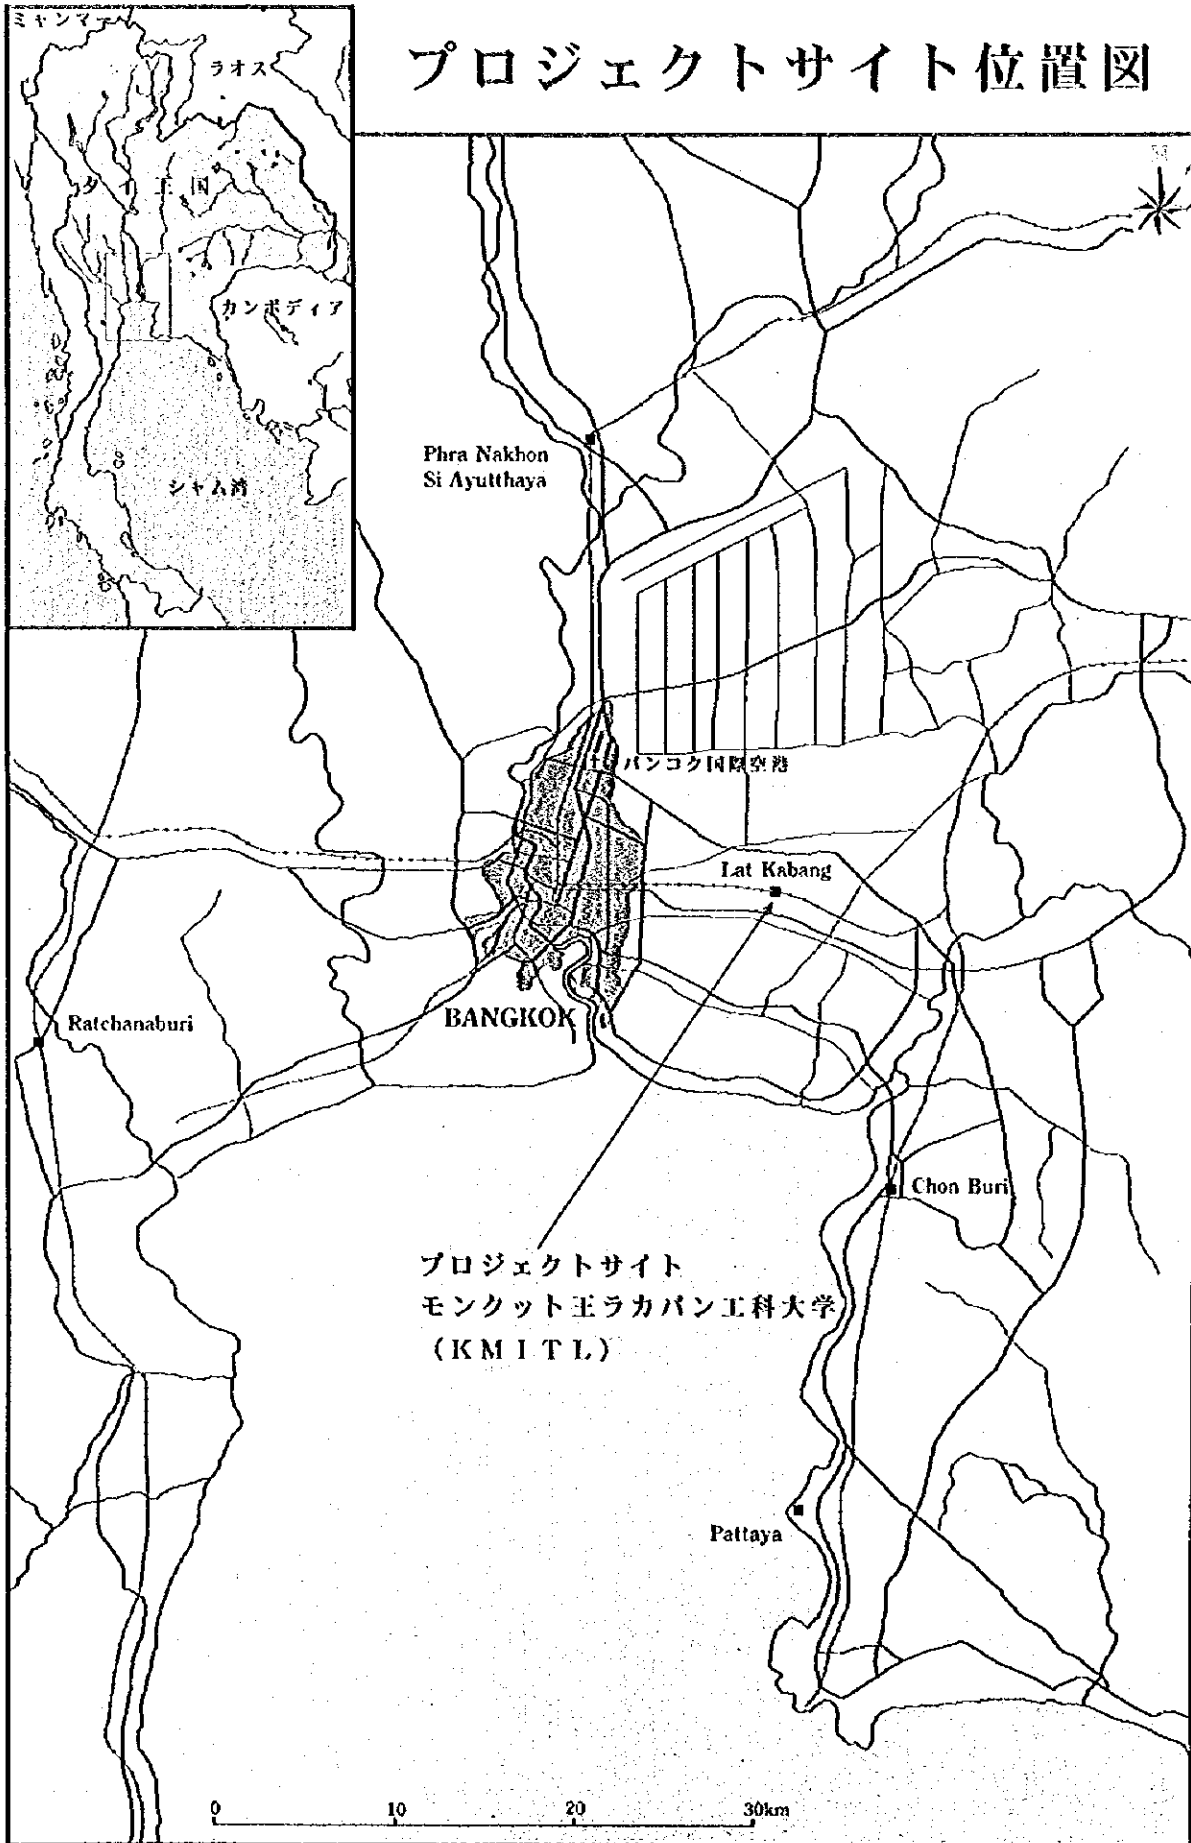 プロジェクトサイト位置図
ミャンマー
ラオス
タイ王国
カンボディア
シャム湾
N
Phra Nakhon
Si Ayutthaya
バンコク国際空港
Lat Kabang
BANGKOK
Ratchanaburi
Chon Buri
プロジェクトサイト
モンクット王ラカバン工科大学
(KMITL)
Pattaya
0 10 20 30km